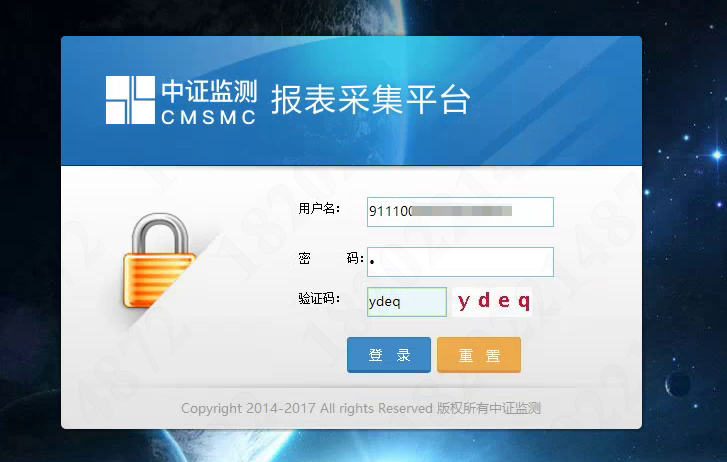 中证监测 报表采集平台
CMSMC
用户名：911100
密 码：•
验证码：ydeq ydeq
登 录 重 置
Copyright 2014-2017 All rights Reserved 版权所有中证监测